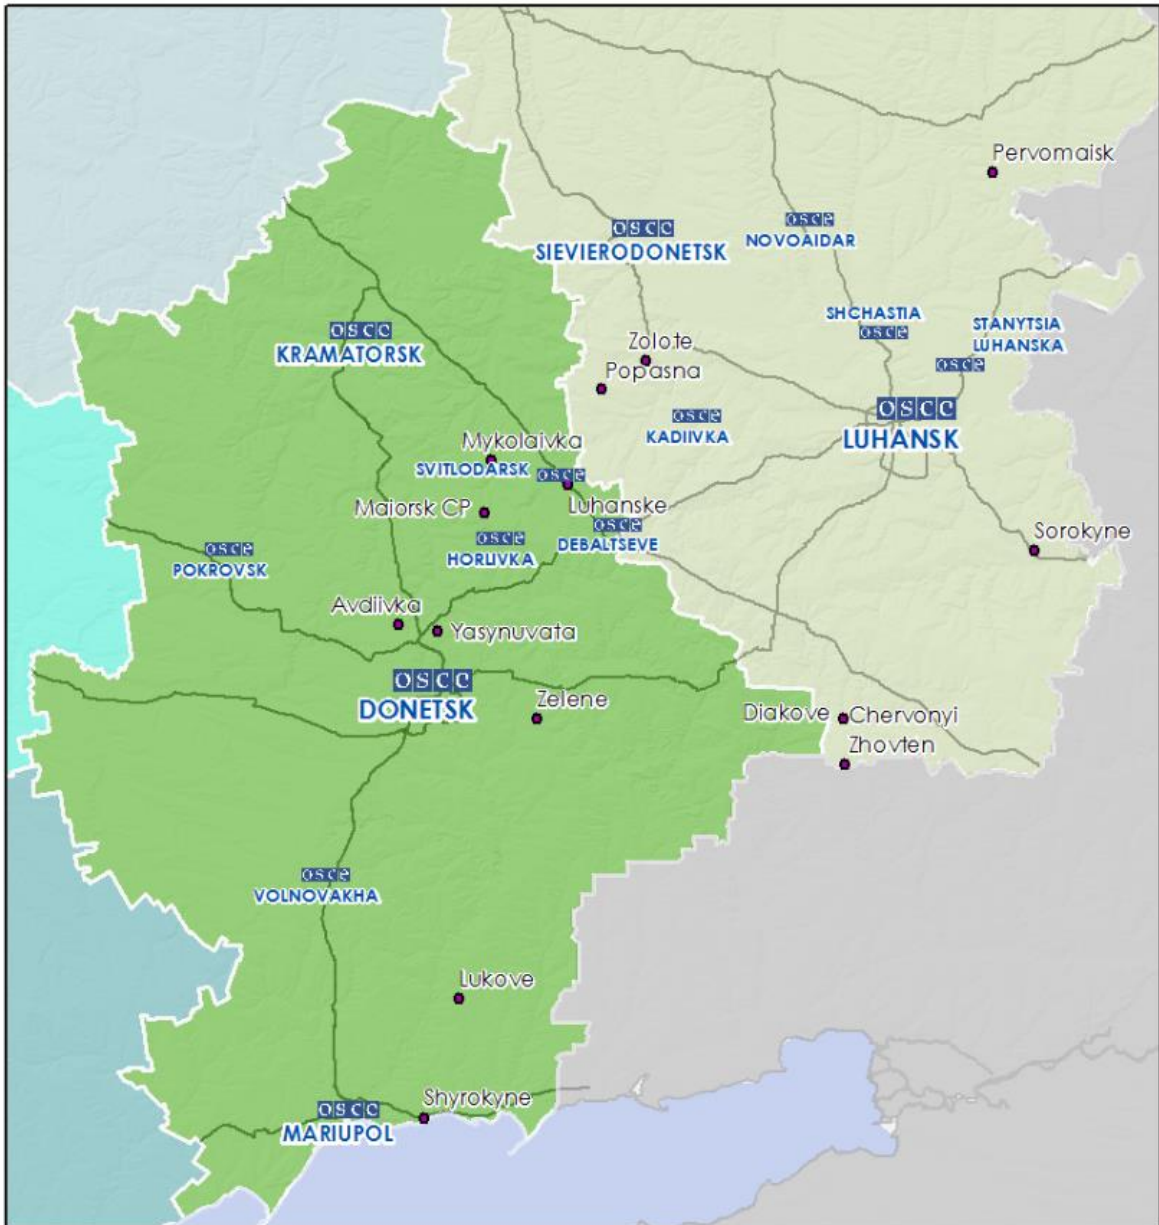 Pervomaisk
osce
SIEVIERODONETSK
osce
NOVOAIDAR
SHCHASTIA
osce
STANYTSIA
LUHANSKA
osce
osce
KRAMATORSK
Zolote
Popasna
osce
KADIIVKA
osce
LUHANSK
Mykolaivka
SVITLODARSK
osce
Luhanske
Maiorsk CP
osce
HORLIVKA
osce
DEBALTSEVE
Sorokyne
osce
POKROVSK
Avdiivka
Yasynuvata
osce
DONETSK
Zelene
Diakove
Chervonyi
Zhovten
osce
VOLNOVAKHA
Lukove
Shyrokyne
osce
MARIUPOL